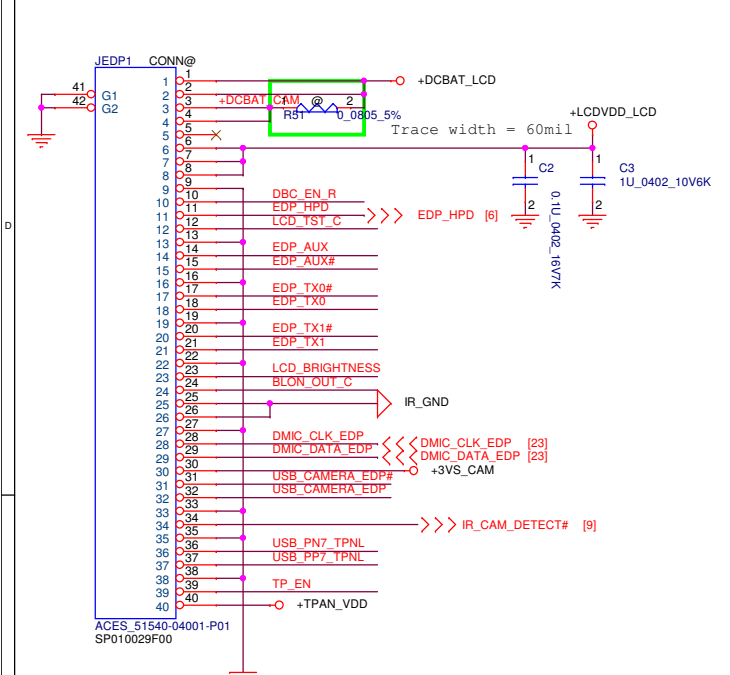 JEDP1 CONN@
41 G1
42 G2
1 1 +DCBAT_LCD
2 2
3 3 +DCBAT_CAM 1 @ 2
R51 0_0805_5%
4 4
5 5 Trace width = 60mil
+LCDVDD_LCD
6 6
7 7
8 8
1 C2 2 0.1U_0402_16V7K
1 C3 2 1U_0402_10V6K
9 9
10 10 DBC_EN_R
11 11 EDP_HPD EDP_HPD [6]
12 12 LCD_TST_C
13 13
14 14 EDP_AUX
15 15 EDP_AUX#
16 16
17 17 EDP_TX0#
18 18 EDP_TX0
19 19
20 20 EDP_TX1#
21 21 EDP_TX1
22 22
23 23 LCD_BRIGHTNESS
24 24 BLON_OUT_C
25 25 IR_GND
26 26
27 27
28 28 DMIC_CLK_EDP DMIC_CLK_EDP [23]
29 29 DMIC_DATA_EDP DMIC_DATA_EDP [23]
30 30 +3VS_CAM
31 31 USB_CAMERA_EDP#
32 32 USB_CAMERA_EDP
33 33
34 34 IR_CAM_DETECT# [9]
35 35
36 36 USB_PN7_TPNL
37 37 USB_PP7_TPNL
38 38
39 39 TP_EN
40 40 +TPAN_VDD
ACES_51540-04001-P01
SP010029F00
D